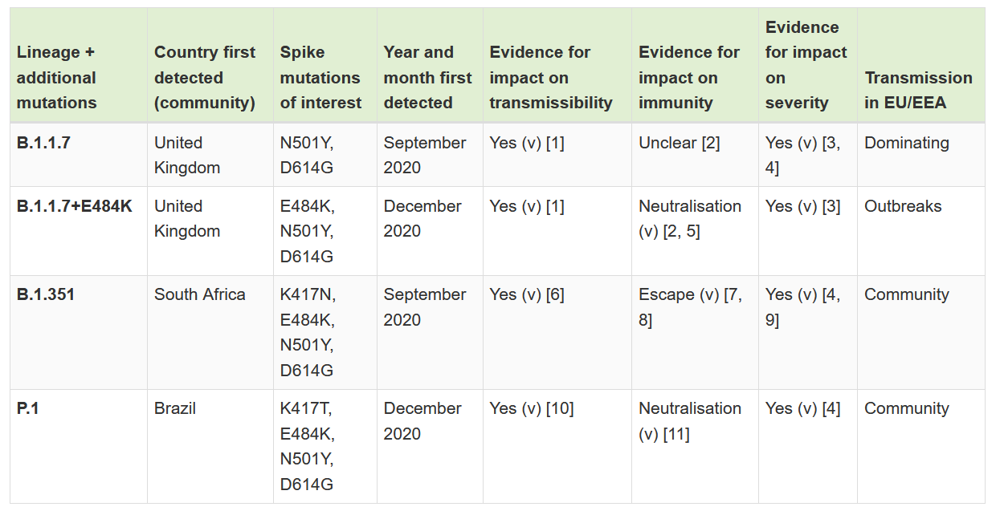 Lineage +
additional
mutations
Country first
detected
(community)
Spike
mutations
of interest
Year and
month first
detected
Evidence for
impact on
transmissibility
Evidence for
impact on
immunity
Evidence
for impact
on
severity
Transmission
in EU/EEA
B.1.1.7
United
Kingdom
N501Y,
D614G
September
2020
Yes (v) [1]
Unclear [2]
Yes (v) [3,
4]
Dominating
B.1.1.7+E484K
United
Kingdom
E484K,
N501Y,
D614G
December
2020
Yes (v) [1]
Neutralisation
(v) [2, 5]
Yes (v) [3]
Outbreaks
B.1.351
South Africa
K417N,
E484K,
N501Y,
D614G
September
2020
Yes (v) [6]
Escape (v) [7,
8]
Yes (v) [4,
9]
Community
P.1
Brazil
K417T,
E484K,
N501Y,
D614G
December
2020
Yes (v) [10]
Neutralisation
(v) [11]
Yes (v) [4]
Community